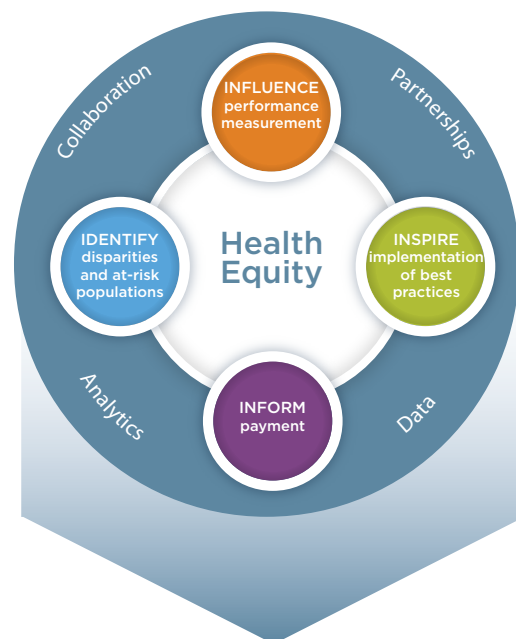 Collaboration
Partnerships
INFLUENCE
performance
measurement
IDENTIFY
disparities
and at-risk
populations
Health
Equity
INSPIRE
implementation
of best
practices
Analytics
Data
INFORM
payment